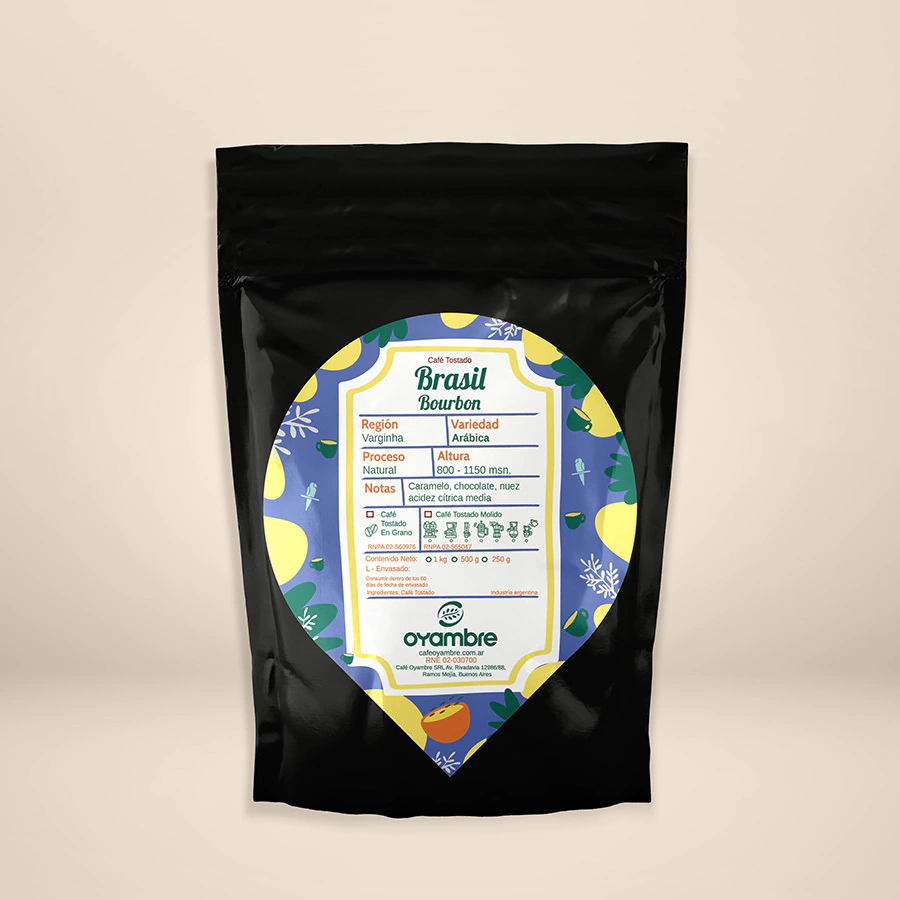 Café Tostado
Brasil
Bourbon
Región
Varginha
Variedad
Arábica
Proceso
Natural
Altura
800 - 1150 msn.
Notas
Caramelo, chocolate, nuez
acidez cítrica media
Café
Tostado
En Grano
RNPA 02-560976
Café Tostado Molido
RNPA 02-565047
Contenido Neto: 1 kg 500 g 250 g
L - Envasado:
Consumir dentro de los 60
días de fecha de envasado
Ingredientes: Café Tostado
Industria argentina
OYAMBRE
cafeoyambre.com.ar
RNE 02-030700
Café Oyambre SRL Av. Rivadavia 12986/88,
Ramos Mejía, Buenos Aires